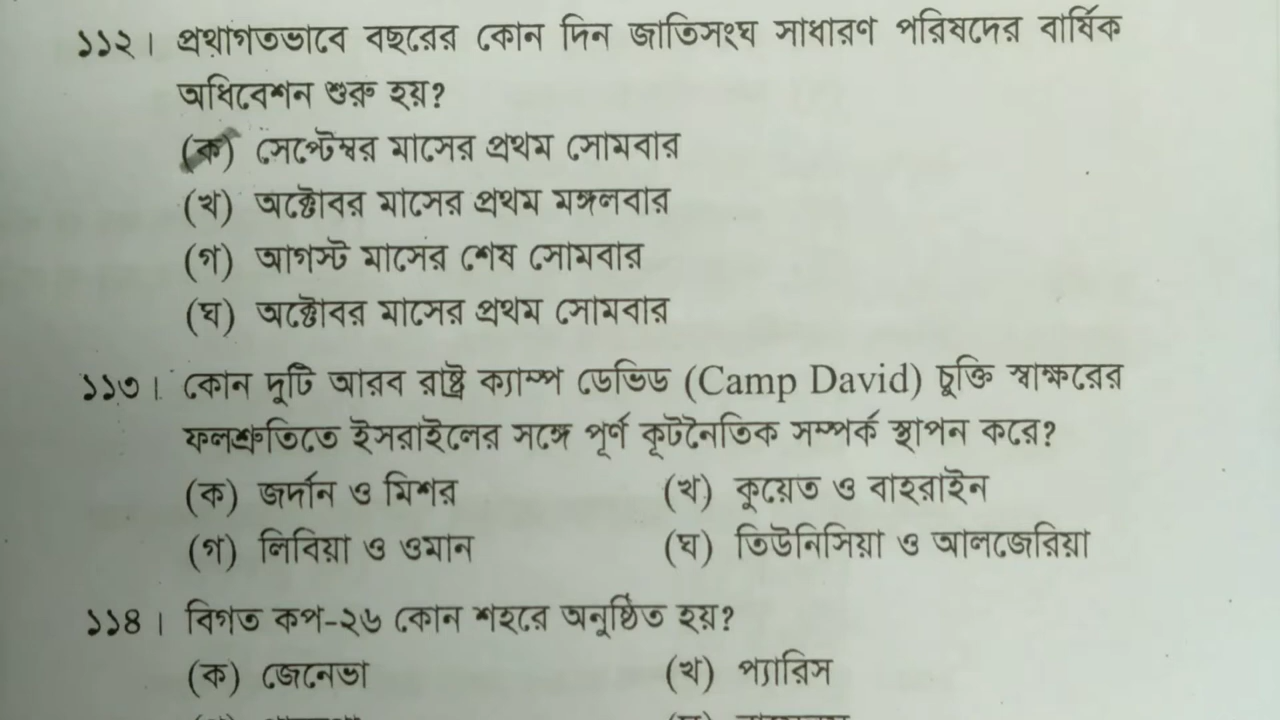 ১১২। প্রথাগতভাবে বছরের কোন দিন জাতিসংঘ সাধারণ পরিষদের বার্ষিক
অধিবেশন শুরু হয়?
(ক) সেপ্টেম্বর মাসের প্রথম সোমবার
(খ) অক্টোবর মাসের প্রথম মঙ্গলবার
(গ) আগস্ট মাসের শেষ সোমবার
(ঘ) অক্টোবর মাসের প্রথম সোমবার
১১৩। কোন দুটি আরব রাষ্ট্র ক্যাম্প ডেভিড (Camp David) চুক্তি স্বাক্ষরের
ফলশ্রুতিতে ইসরাইলের সঙ্গে পূর্ণ কূটনৈতিক সম্পর্ক স্থাপন করে?
(ক) জর্দান ও মিশর (খ) কুয়েত ও বাহরাইন
(গ) লিবিয়া ও ওমান (ঘ) তিউনিসিয়া ও আলজেরিয়া
১১৪। বিগত কপ-২৬ কোন শহরে অনুষ্ঠিত হয়?
(ক) জেনেভা (খ) প্যারিস